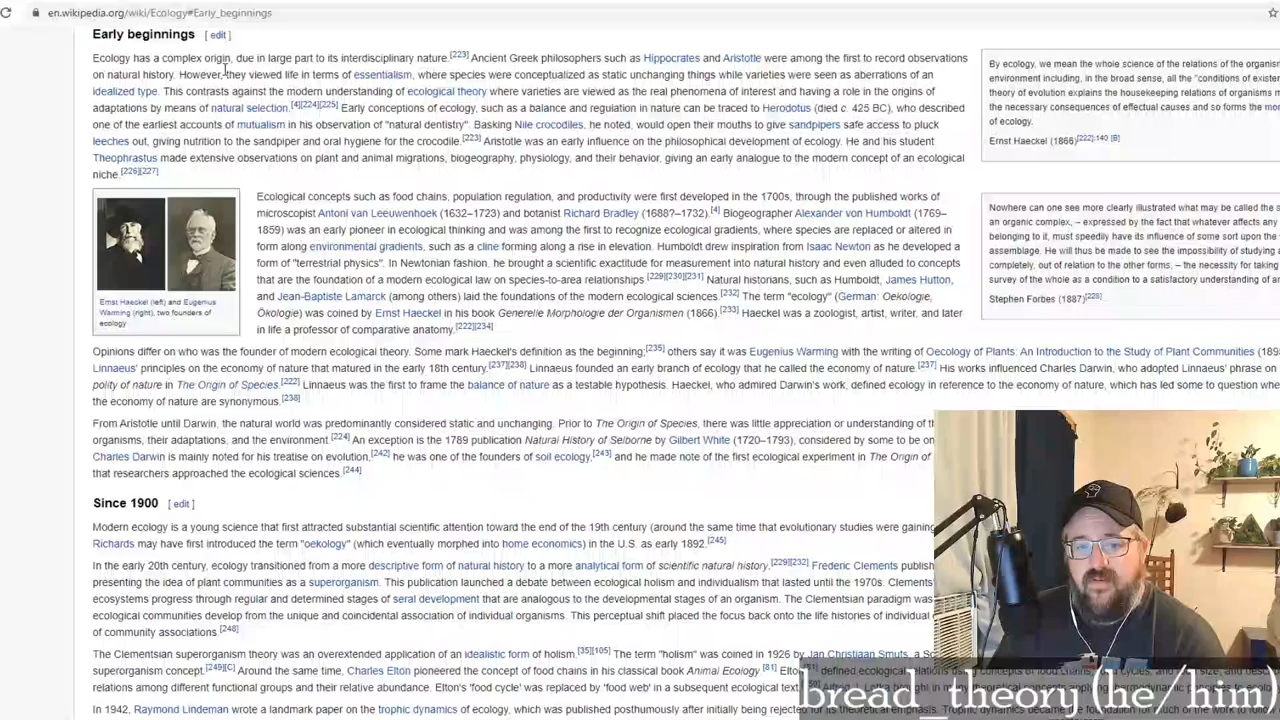 en.wikipedia.org/wiki/Ecology#Early_beginnings
Early beginnings [ edit ]
Ecology has a complex origin, due in large part to its interdisciplinary nature.[223] Ancient Greek philosophers such as Hippocrates and Aristotle were among the first to record observations
on natural history. However, they viewed life in terms of essentialism, where species were conceptualized as static unchanging things while varieties were seen as aberrations of an
idealized type. This contrasts against the modern understanding of ecological theory where varieties are viewed as the real phenomena of interest and having a role in the origins of
adaptations by means of natural selection.[4][224][225] Early conceptions of ecology, such as a balance and regulation in nature can be traced to Herodotus (died c. 425 BC), who described
one of the earliest accounts of mutualism in his observation of "natural dentistry". Basking Nile crocodiles, he noted, would open their mouths to give sandpipers safe access to pluck
leeches out, giving nutrition to the sandpiper and oral hygiene for the crocodile.[223] Aristotle was an early influence on the philosophical development of ecology. He and his student
Theophrastus made extensive observations on plant and animal migrations, biogeography, physiology, and their behavior, giving an early analogue to the modern concept of an ecological
niche.[226][227]
By ecology, we mean the whole science of the relations of the organism
environment including, in the broad sense, all the "conditions of existen
theory of evolution explains the housekeeping relations of organisms m
the necessary consequences of effectual causes and so forms the mon
of ecology.
Ernst Haeckel (1866)[222]:140 [B]
Ernst Haeckel (left) and Eugenius
Warming (right), two founders of
ecology
Ecological concepts such as food chains, population regulation, and productivity were first developed in the 1700s, through the published works of
microscopist Antoni van Leeuwenhoek (1632–1723) and botanist Richard Bradley (1688?–1732).[4] Biogeographer Alexander von Humboldt (1769–
1859) was an early pioneer in ecological thinking and was among the first to recognize ecological gradients, where species are replaced or altered in
form along environmental gradients, such as a cline forming along a rise in elevation. Humboldt drew inspiration from Isaac Newton as he developed a
form of "terrestrial physics". In Newtonian fashion, he brought a scientific exactitude for measurement into natural history and even alluded to concepts
that are the foundation of a modern ecological law on species-to-area relationships.[229][230][231] Natural historians, such as Humboldt, James Hutton,
and Jean-Baptiste Lamarck (among others) laid the foundations of the modern ecological sciences.[232] The term "ecology" (German: Oekologie,
Ökologie) was coined by Ernst Haeckel in his book Generelle Morphologie der Organismen (1866).[233] Haeckel was a zoologist, artist, writer, and later
in life a professor of comparative anatomy.[222][234]
Nowhere can one see more clearly illustrated what may be called the s
an organic complex, – expressed by the fact that whatever affects any
belonging to it, must speedily have its influence of some sort upon the
assemblage. He will thus be made to see the impossibility of studying a
completely, out of relation to the other forms, – the necessity for taking
survey of the whole as a condition to a satisfactory understanding of an
Stephen Forbes (1887)[228]
Opinions differ on who was the founder of modern ecological theory. Some mark Haeckel's definition as the beginning;[235] others say it was Eugenius Warming with the writing of Oecology of Plants: An Introduction to the Study of Plant Communities (189
Linnaeus' principles on the economy of nature that matured in the early 18th century.[237][238] Linnaeus founded an early branch of ecology that he called the economy of nature.[237] His works influenced Charles Darwin, who adopted Linnaeus' phrase on
polity of nature in The Origin of Species.[222] Linnaeus was the first to frame the balance of nature as a testable hypothesis. Haeckel, who admired Darwin's work, defined ecology in reference to the economy of nature, which has led some to question whe
the economy of nature are synonymous.[238]
From Aristotle until Darwin, the natural world was predominantly considered static and unchanging. Prior to The Origin of Species, there was little appreciation or understanding of th
organisms, their adaptations, and the environment.[224] An exception is the 1789 publication Natural History of Selborne by Gilbert White (1720–1793), considered by some to be on
Charles Darwin is mainly noted for his treatise on evolution,[242] he was one of the founders of soil ecology,[243] and he made note of the first ecological experiment in The Origin of
that researchers approached the ecological sciences.[244]
Since 1900 [ edit ]
Modern ecology is a young science that first attracted substantial scientific attention toward the end of the 19th century (around the same time that evolutionary studies were gaining
Richards may have first introduced the term "oekology" (which eventually morphed into home economics) in the U.S. as early 1892.[245]
In the early 20th century, ecology transitioned from a more descriptive form of natural history to a more analytical form of scientific natural history.[229][232] Frederic Clements publish
presenting the idea of plant communities as a superorganism. This publication launched a debate between ecological holism and individualism that lasted until the 1970s. Clements'
ecosystems progress through regular and determined stages of seral development that are analogous to the developmental stages of an organism. The Clementsian paradigm was
ecological communities develop from the unique and coincidental association of individual organisms. This perceptual shift placed the focus back onto the life histories of individual
of community associations.[248]
The Clementsian superorganism theory was an overextended application of an idealistic form of holism.[35][105] The term "holism" was coined in 1926 by Jan Christiaan Smuts, a So
superorganism concept.[249][C] Around the same time, Charles Elton pioneered the concept of food chains in his classical book Animal Ecology.[81] Elton[81] defined ecological relations
relations among different functional groups and their relative abundance. Elton's 'food cycle' was replaced by 'food web' in a subsequent ecological text.
In 1942, Raymond Lindeman wrote a landmark paper on the trophic dynamics of ecology, which was published posthumously after initially being rejected for its theoretical emphasis. Trophic dynamics became the foundation for much of the work to
bread_theory(he/him)